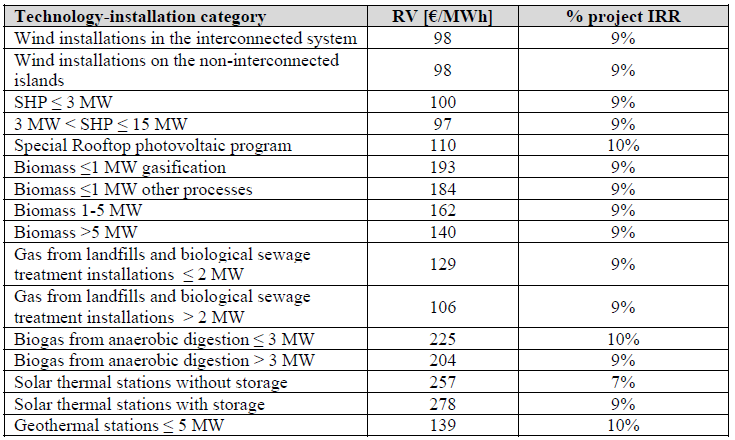 Technology-installation category RV [€/MWh] % project IRR
Wind installations in the interconnected system 98 9%
Wind installations on the non-interconnected
islands 98 9%
SHP ≤ 3 MW 100 9%
3 MW < SHP ≤ 15 MW 97 9%
Special Rooftop photovoltaic program 110 10%
Biomass ≤1 MW gasification 193 9%
Biomass ≤1 MW other processes 184 9%
Biomass 1-5 MW 162 9%
Biomass >5 MW 140 9%
Gas from landfills and biological sewage
treatment installations ≤ 2 MW 129 9%
Gas from landfills and biological sewage
treatment installations > 2 MW 106 9%
Biogas from anaerobic digestion ≤ 3 MW 225 10%
Biogas from anaerobic digestion > 3 MW 204 9%
Solar thermal stations without storage 257 7%
Solar thermal stations with storage 278 9%
Geothermal stations ≤ 5 MW 139 10%